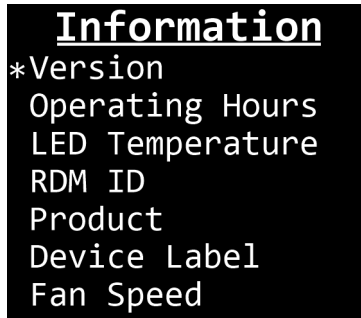 Information
*Version
Operating Hours
LED Temperature
RDM ID
Product
Device Label
Fan Speed